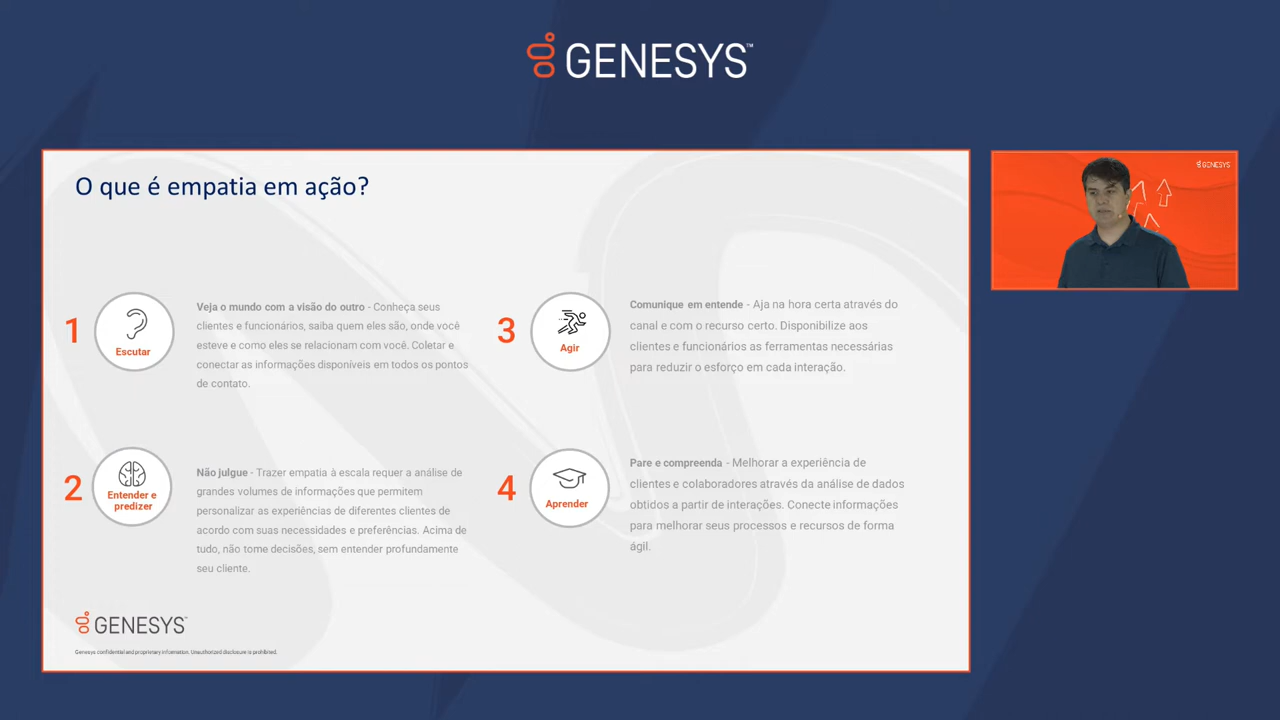 GENESYS™
GENESYS
O que é empatia em ação?
1
Escutar
Veja o mundo com a visão do outro - Conheça seus
clientes e funcionários, saiba quem eles são, onde você
esteve e como eles se relacionam com você. Coletar e
conectar as informações disponíveis em todos os pontos
de contato.
2
Entender e
predizer
Não julgue - Trazer empatia à escala requer a análise de
grandes volumes de informações que permitem
personalizar as experiências de diferentes clientes de
acordo com suas necessidades e preferências. Acima de
tudo, não tome decisões, sem entender profundamente
seu cliente.
3
Agir
Comunique em entende - Aja na hora certa através do
canal e com o recurso certo. Disponibilize aos
clientes e funcionários as ferramentas necessárias
para reduzir o esforço em cada interação.
4
Aprender
Pare e compreenda - Melhorar a experiência de
clientes e colaboradores através da análise de dados
obtidos a partir de interações. Conecte informações
para melhorar seus processos e recursos de forma
ágil.
GENESYS™
Genesys confidential and proprietary information. Unauthorized disclosure is prohibited.